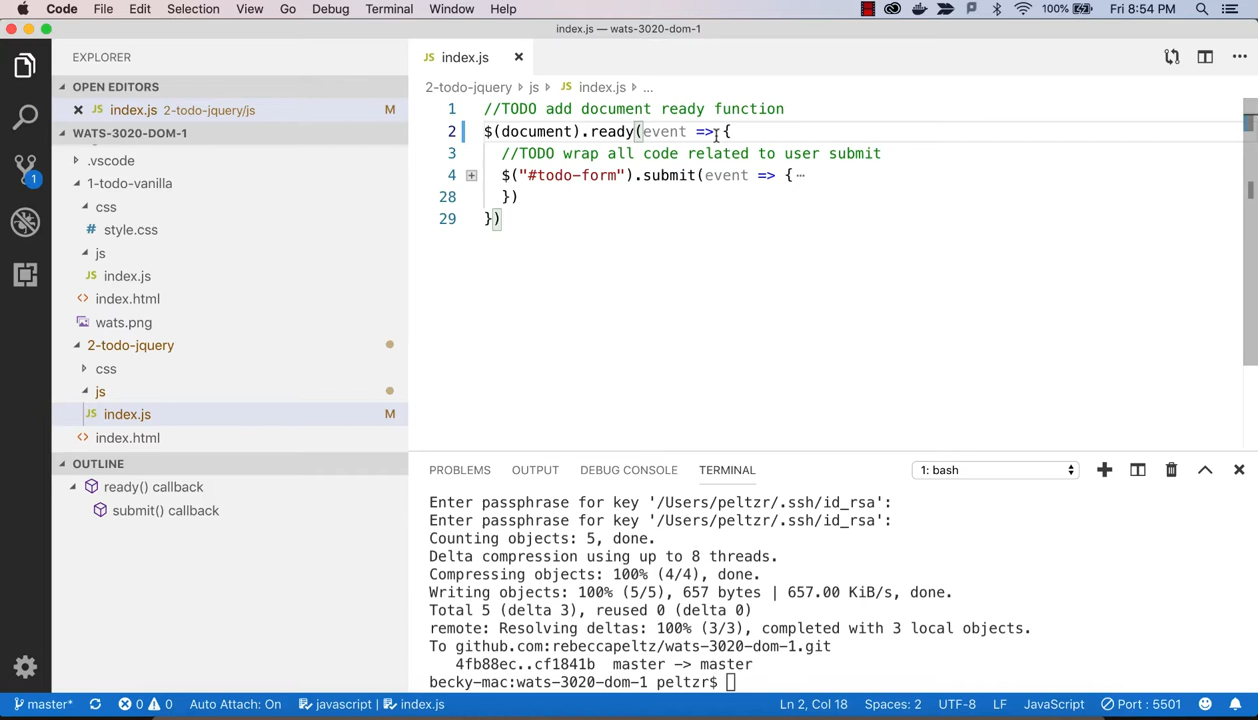 Code File Edit Selection View Go Debug Terminal Window Help 100% Fri 8:54 PM
index.js — wats-3020-dom-1
EXPLORER
OPEN EDITORS
JS index.js 2-todo-jquery/js M
WATS-3020-DOM-1
.vscode
1-todo-vanilla
css
# style.css
js
JS index.js
<> index.html
wats.png
2-todo-jquery
css
js
JS index.js M
<> index.html
OUTLINE
ready() callback
submit() callback
1
JS index.js
2-todo-jquery › js › JS index.js › ...
1 //TODO add document ready function
2 $(document).ready(event => {
3 //TODO wrap all code related to user submit
4 $("#todo-form").submit(event => {…
28 })
29 })
PROBLEMS OUTPUT DEBUG CONSOLE TERMINAL 1: bash
Enter passphrase for key '/Users/peltzr/.ssh/id_rsa':
Enter passphrase for key '/Users/peltzr/.ssh/id_rsa':
Counting objects: 5, done.
Delta compression using up to 8 threads.
Compressing objects: 100% (4/4), done.
Writing objects: 100% (5/5), 657 bytes | 657.00 KiB/s, done.
Total 5 (delta 3), reused 0 (delta 0)
remote: Resolving deltas: 100% (3/3), completed with 3 local objects.
To github.com:rebeccapeltz/wats-3020-dom-1.git
4fb88ec..cf1841b master -> master
becky-mac:wats-3020-dom-1 peltzr$
master* 0 0 Auto Attach: On javascript | index.js Ln 2, Col 18 Spaces: 2 UTF-8 LF JavaScript Port : 5501